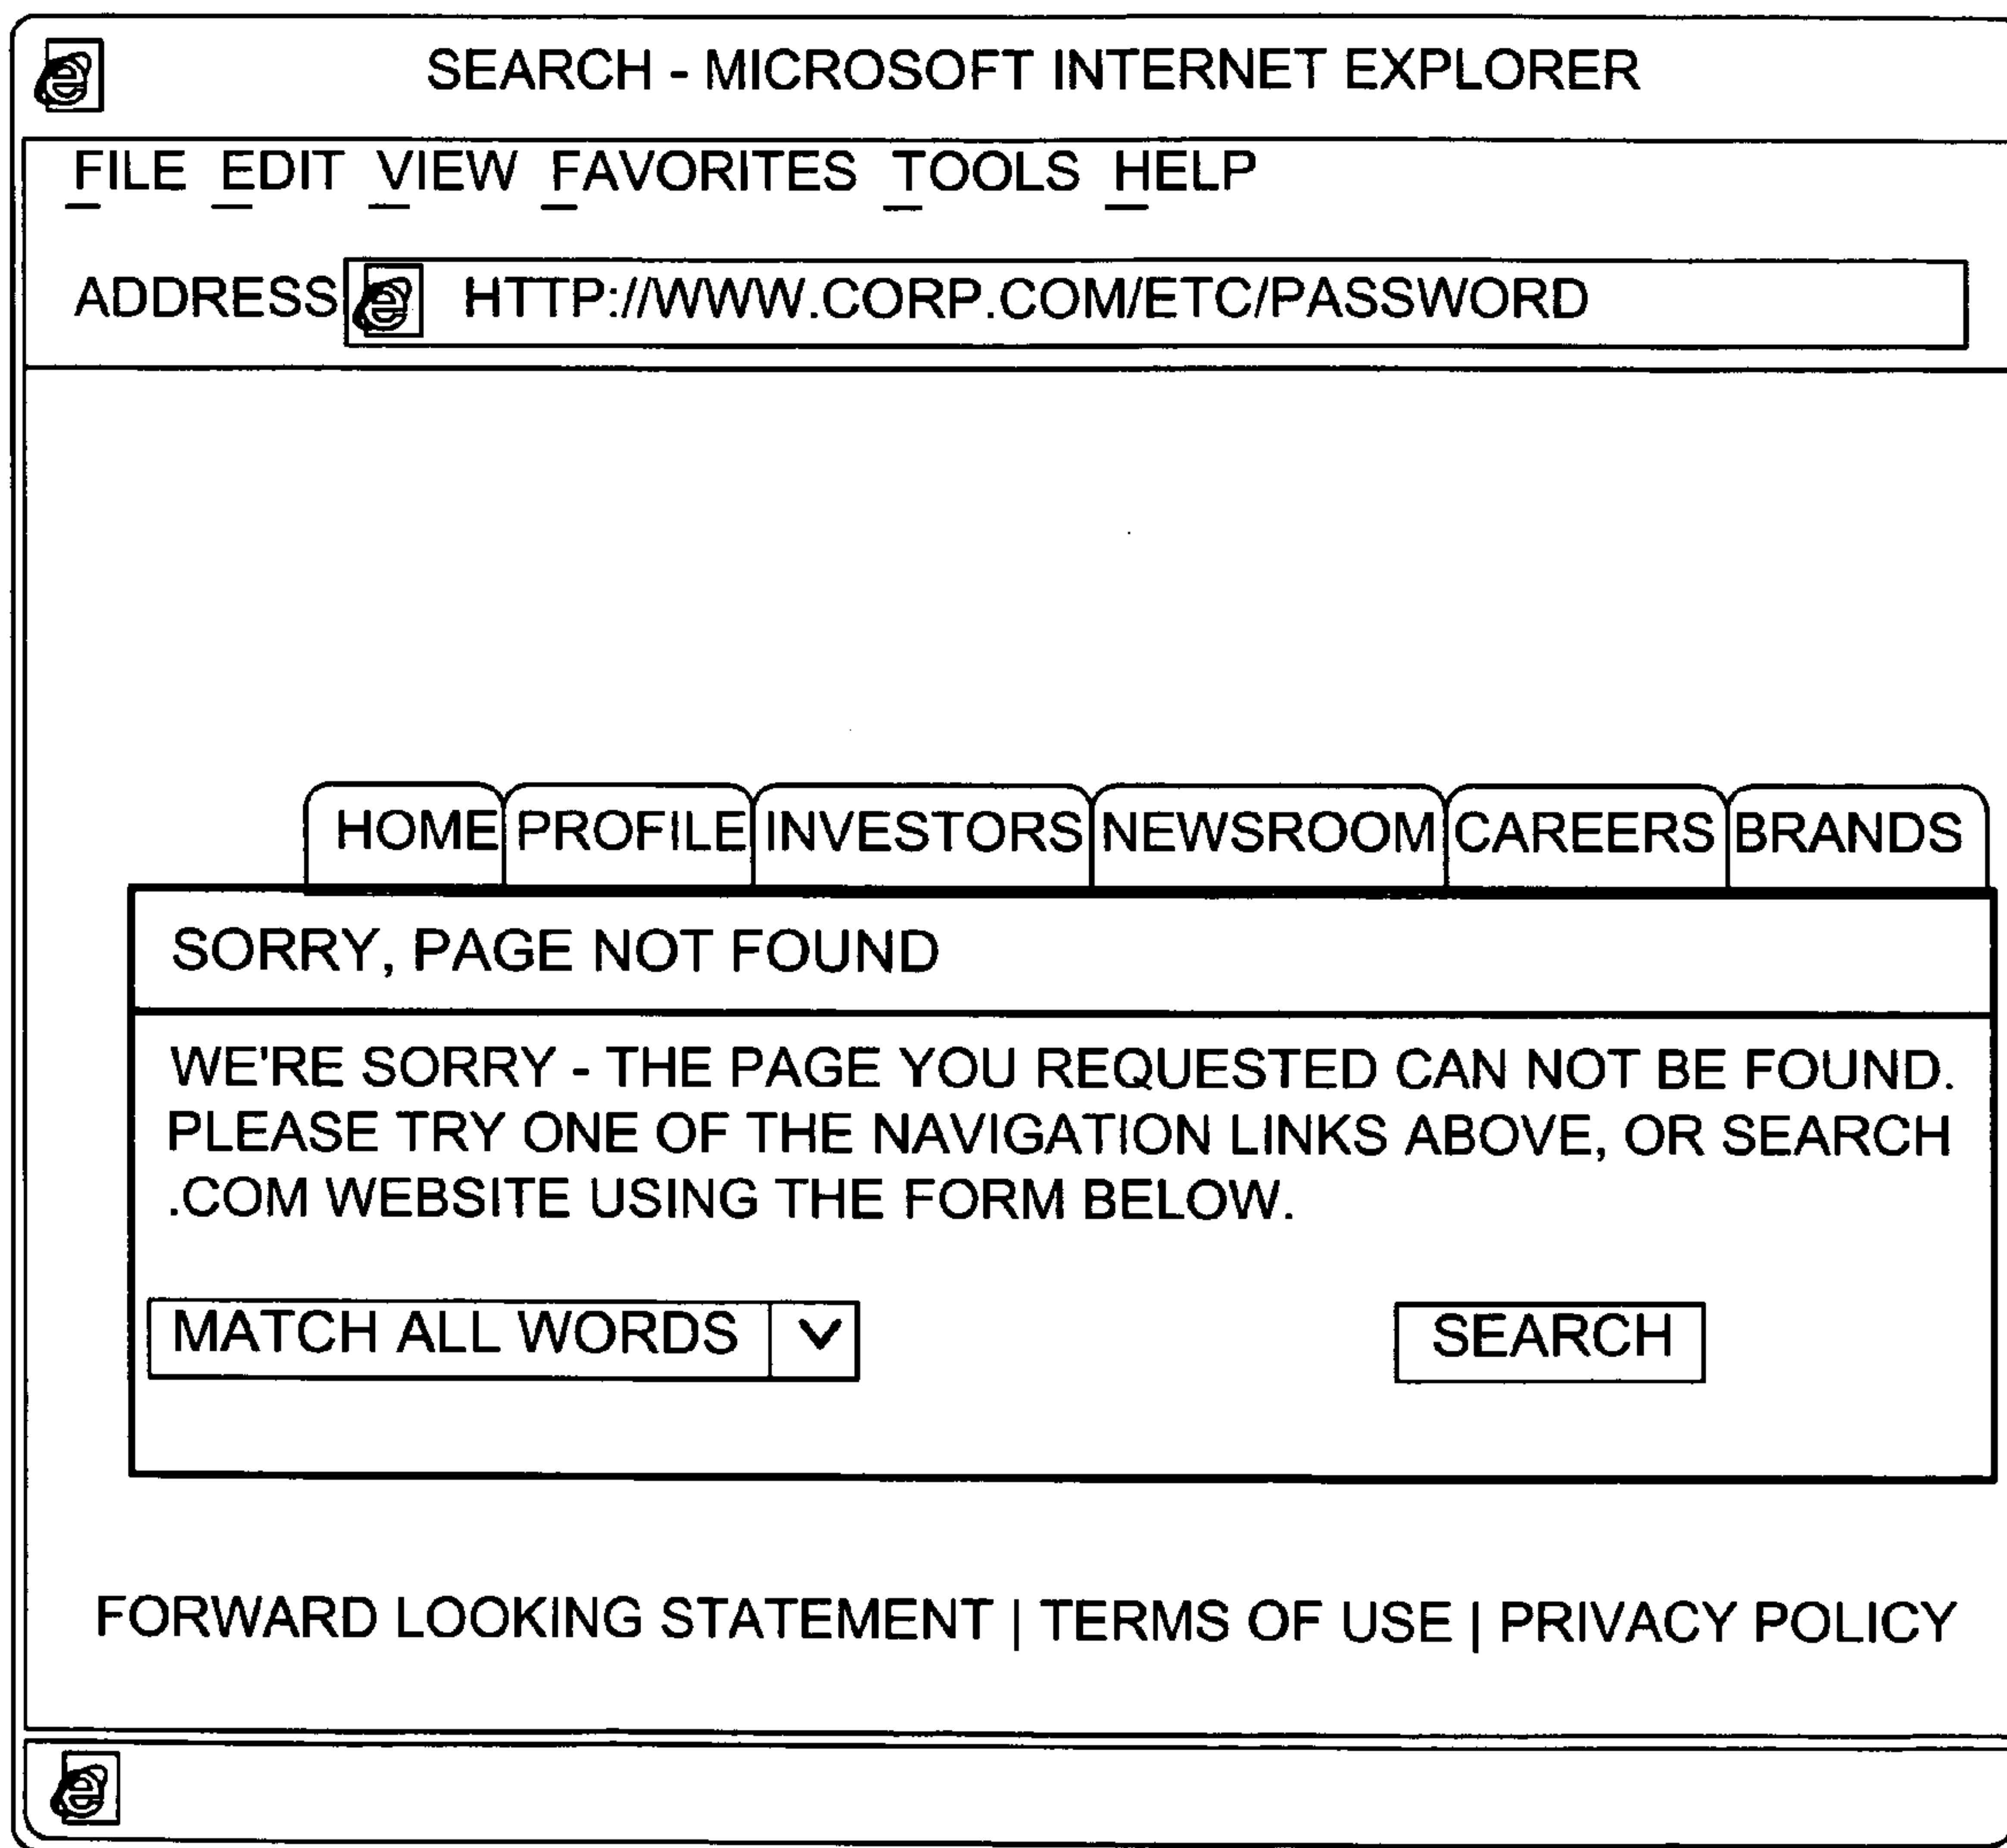 SEARCH - MICROSOFT INTERNET EXPLORER
FILE EDIT VIEW FAVORITES TOOLS HELP
ADDRESS HTTP://WWW.CORP.COM/ETC/PASSWORD
HOME PROFILE INVESTORS NEWSROOM CAREERS BRANDS
SORRY, PAGE NOT FOUND
WE'RE SORRY - THE PAGE YOU REQUESTED CAN NOT BE FOUND.
PLEASE TRY ONE OF THE NAVIGATION LINKS ABOVE, OR SEARCH
.COM WEBSITE USING THE FORM BELOW.
MATCH ALL WORDS SEARCH
FORWARD LOOKING STATEMENT | TERMS OF USE | PRIVACY POLICY